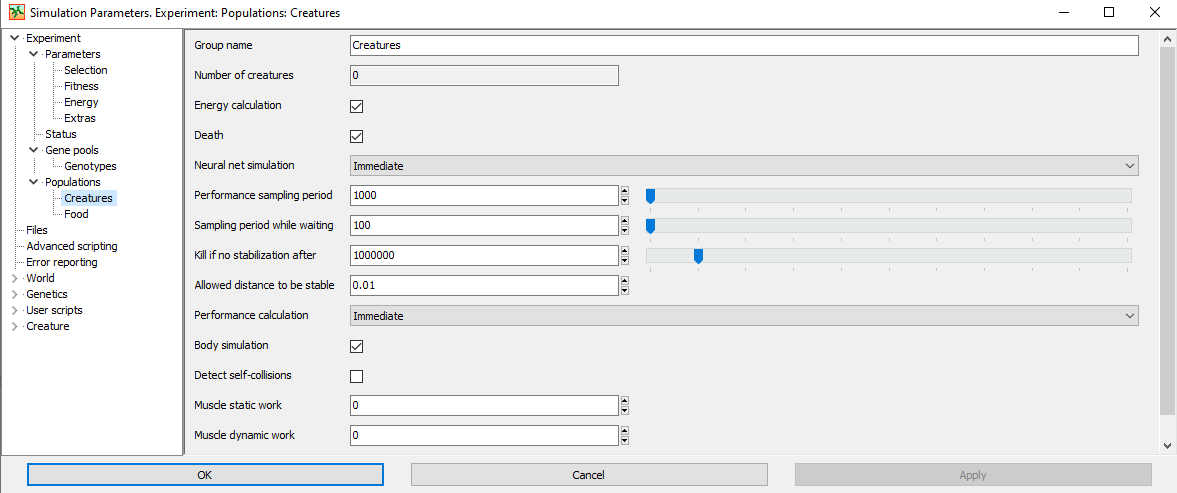 Simulation Parameters. Experiment: Populations: Creatures
Experiment
Parameters
Selection
Fitness
Energy
Extras
Status
Gene pools
Genotypes
Populations
Creatures
Food
Files
Advanced scripting
Error reporting
World
Genetics
User scripts
Creature
Group name Creatures
Number of creatures 0
Energy calculation
Death
Neural net simulation Immediate
Performance sampling period 1000
Sampling period while waiting 100
Kill if no stabilization after 1000000
Allowed distance to be stable 0.01
Performance calculation Immediate
Body simulation
Detect self-collisions
Muscle static work 0
Muscle dynamic work 0
OK Cancel Apply